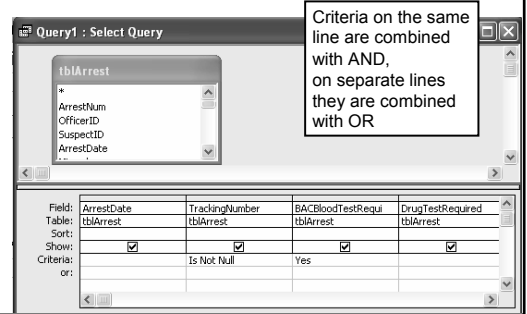 Query1 : Select Query
Criteria on the same
line are combined
with AND,
on separate lines
they are combined
with OR
tblArrest
*
ArrestNum
OfficerID
SuspectID
ArrestDate
Field: ArrestDate TrackingNumber BACBloodTestRequi DrugTestRequired
Table: tblArrest tblArrest tblArrest tblArrest
Sort:
Show:
Criteria: Is Not Null Yes
or: